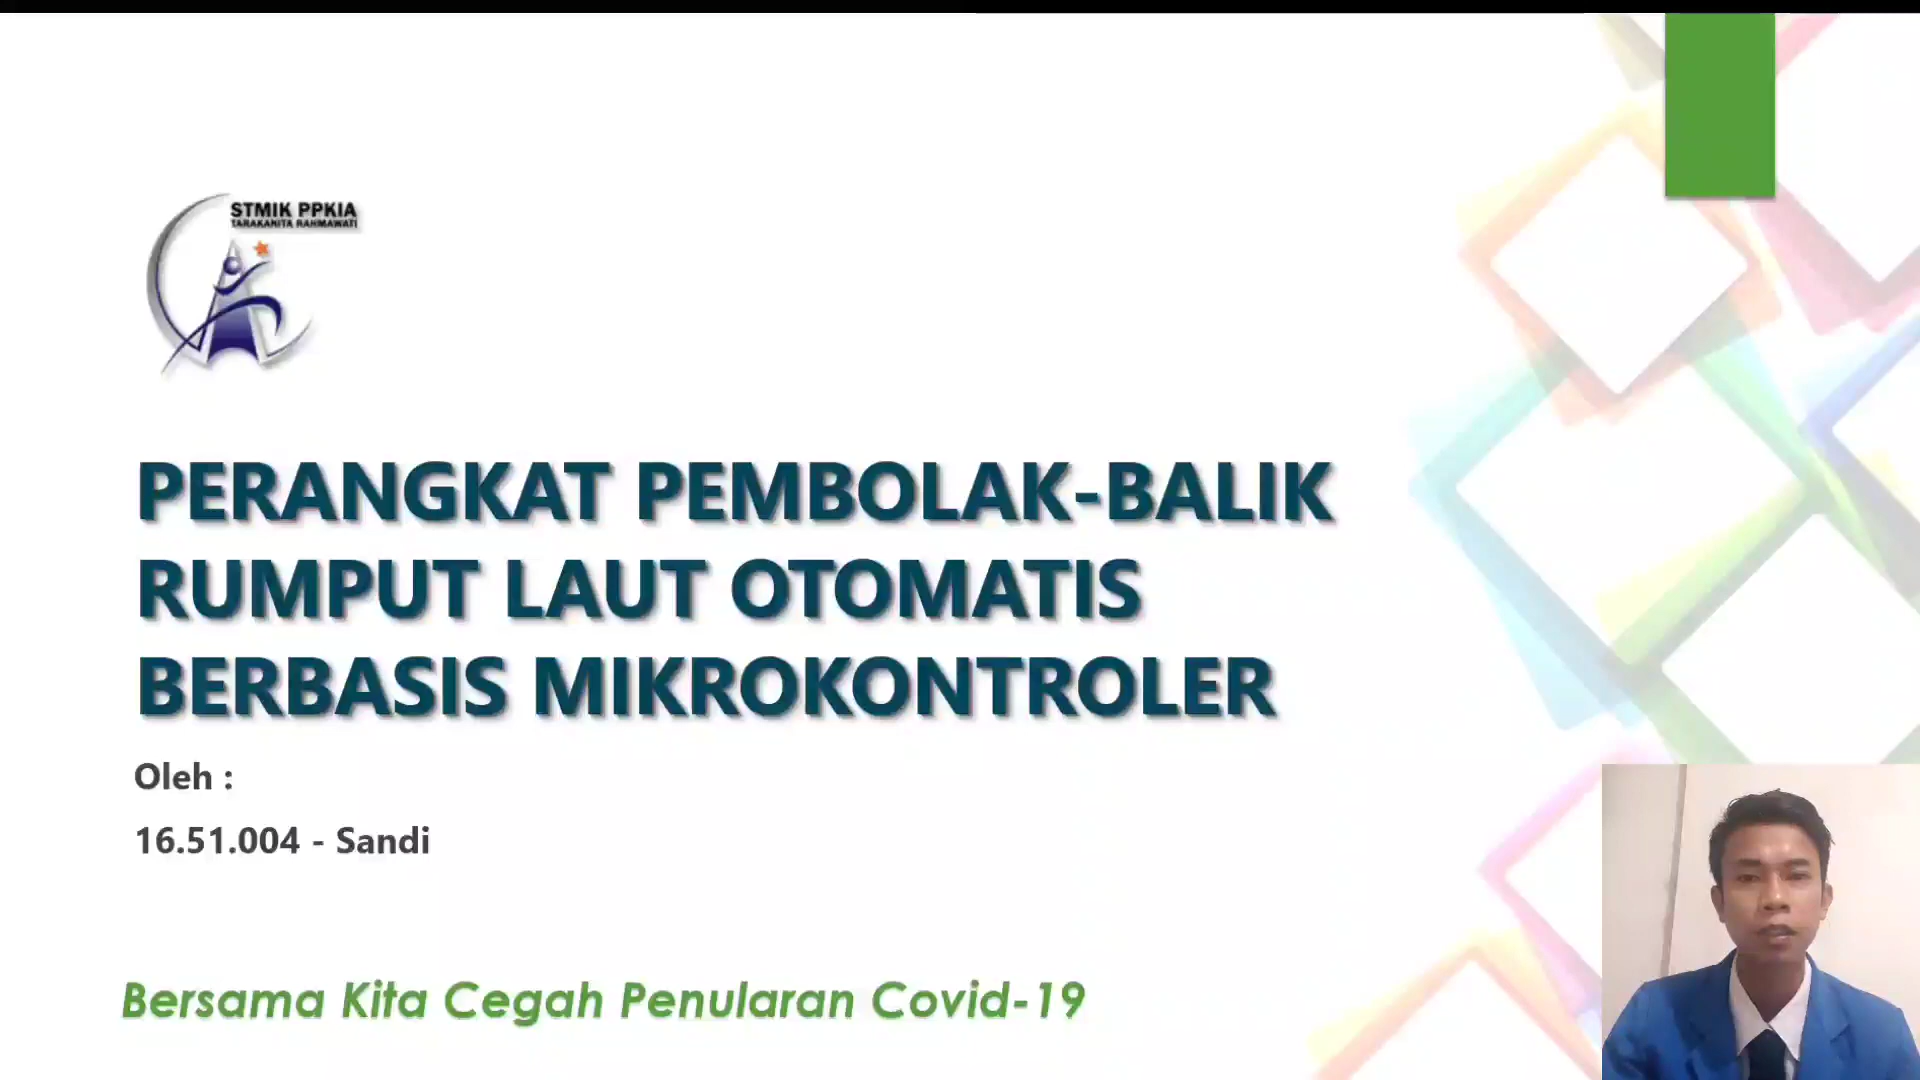 STMIK PPKIA
TARAKANITA RAHMAWATI
PERANGKAT PEMBOLAK-BALIK
RUMPUT LAUT OTOMATIS
BERBASIS MIKROKONTROLER
Oleh :
16.51.004 - Sandi
Bersama Kita Cegah Penularan Covid-19